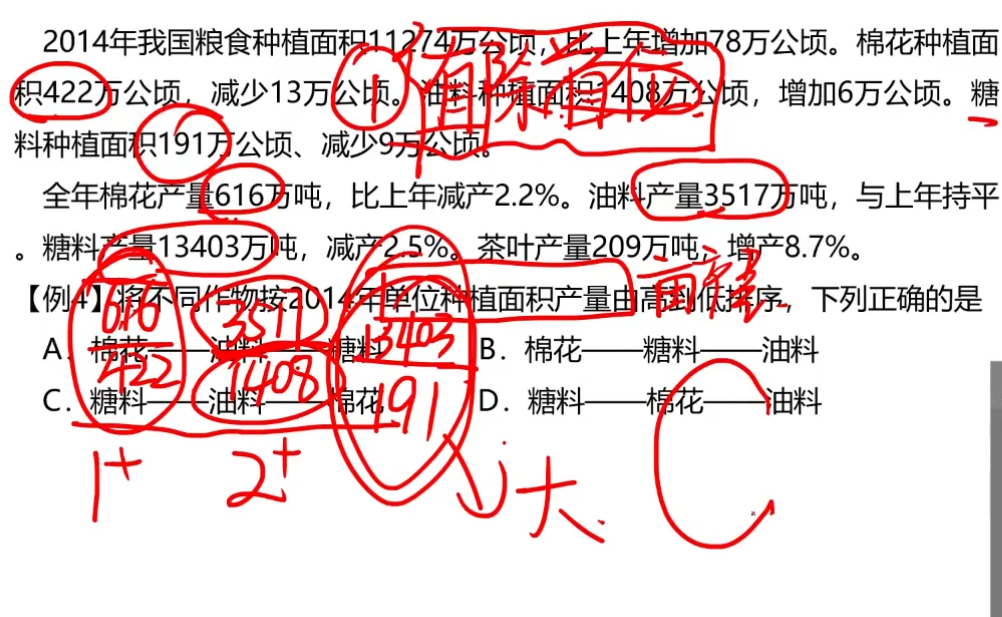 2014年我国粮食种植面积11274万公顷，比上年增加78万公顷。棉花种植面
积422万公顷，减少13万公顷。油料种植面积1408万公顷，增加6万公顷。糖
料种植面积191万公顷、减少9万公顷。
① 直除首位
全年棉花产量616万吨，比上年减产2.2%。油料产量3517万吨，与上年持平
。糖料产量13403万吨，减产2.5%。茶叶产量209万吨，增产8.7%。
【例4】将不同作物按2014年单位种植面积产量由高到低排序，下列正确的是
A．棉花——油料——糖料 B．棉花——糖料——油料
C．糖料——油料——棉花 D．糖料——棉花——油料
616 3517 13403
422 1408 191
1+ 2+ 大